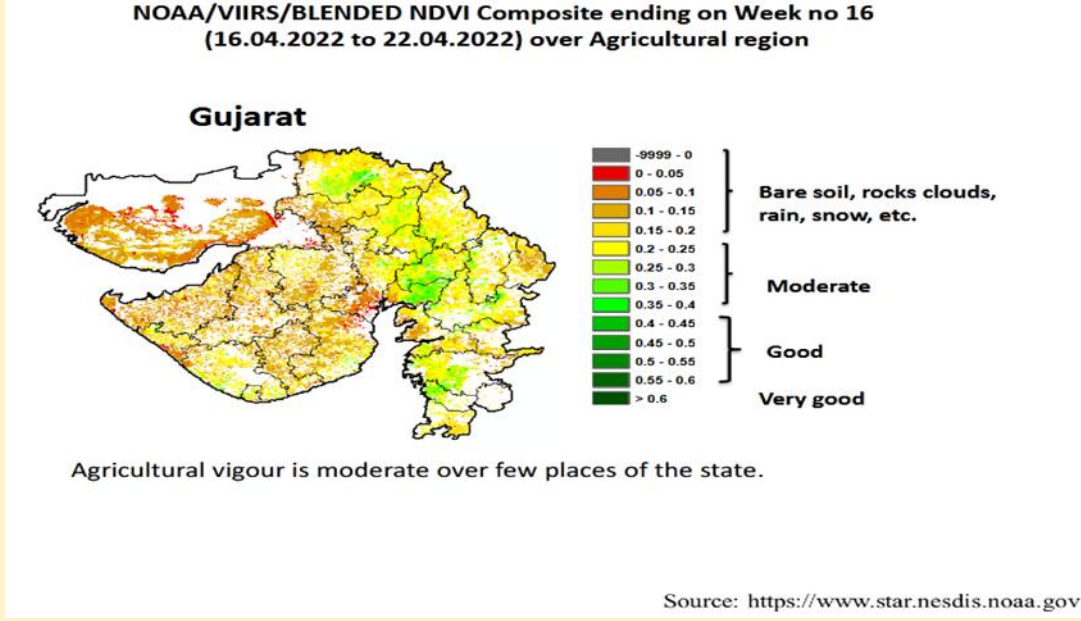 NOAA/VIIRS/BLENDED NDVI Composite ending on Week no 16
(16.04.2022 to 22.04.2022) over Agricultural region
Gujarat
-9999 - 0
0 - 0.05
0.05 - 0.1
0.1 - 0.15
0.15 - 0.2
0.2 - 0.25
0.25 - 0.3
0.3 - 0.35
0.35 - 0.4
0.4 - 0.45
0.45 - 0.5
0.5 - 0.55
0.55 - 0.6
> 0.6
Bare soil, rocks clouds,
rain, snow, etc.
Moderate
Good
Very good
Agricultural vigour is moderate over few places of the state.
Source: https://www.star.nesdis.noaa.gov